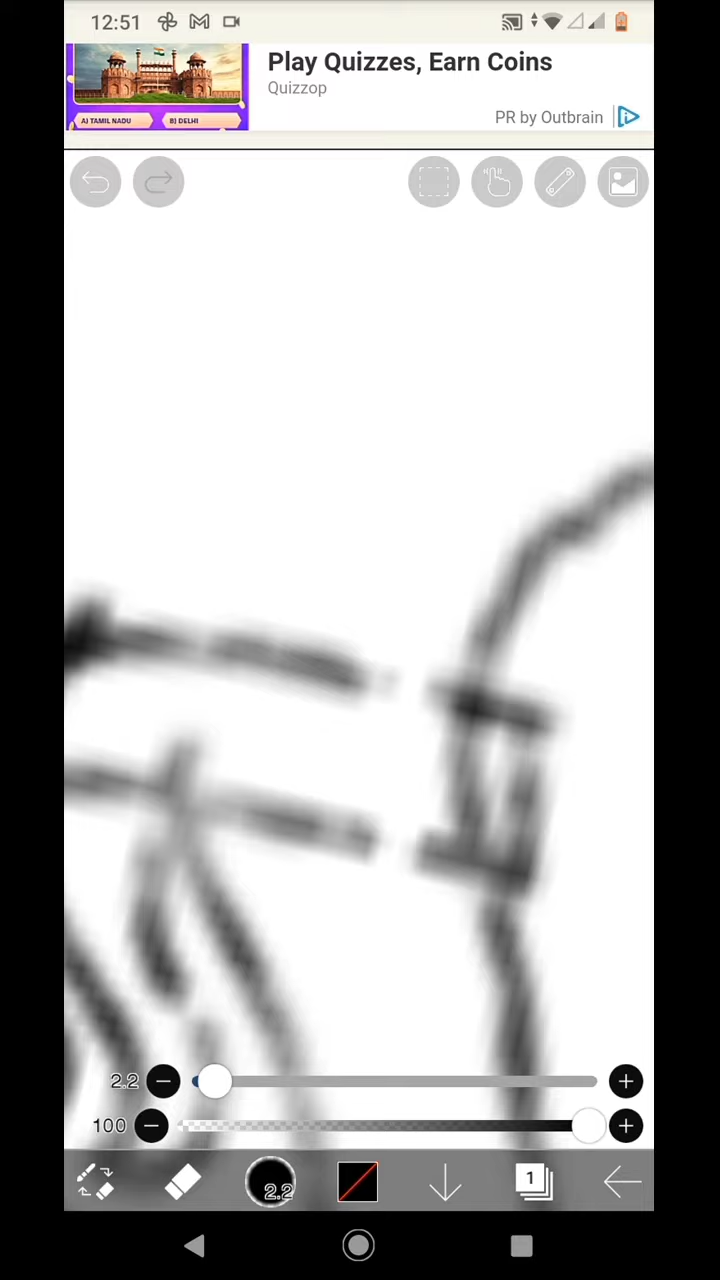 12:51
Play Quizzes, Earn Coins
Quizzop
A) TAMIL NADU
B) DELHI
PR by Outbrain
2.2
100
2.2
1